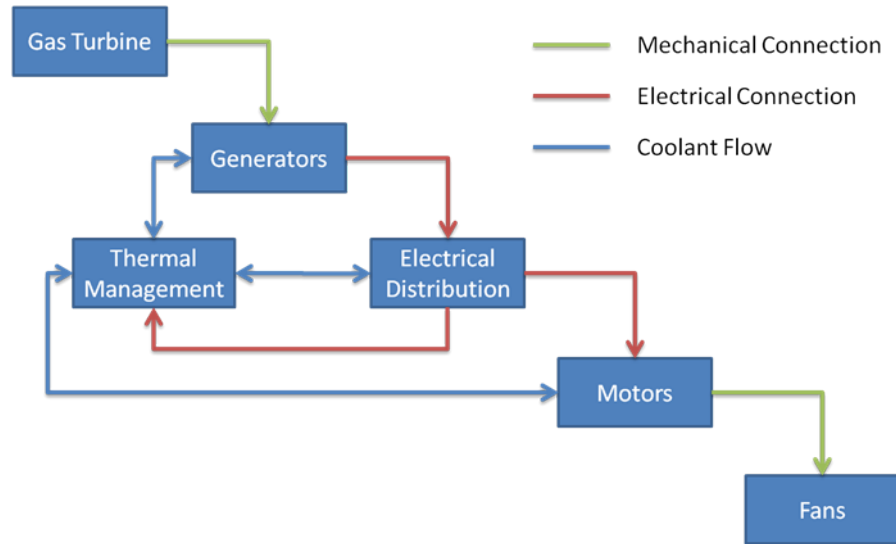 Gas Turbine
Mechanical Connection
Electrical Connection
Generators
Coolant Flow
Thermal
Management
Electrical
Distribution
Motors
Fans